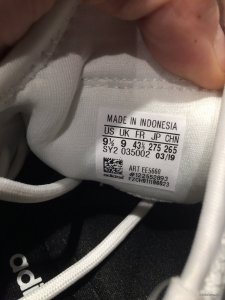 MADE IN INDONESIA
US UK FR JP CHN
9½ 9 43⅓ 275 265
SY2 035002 03/19
ART EE5668
adi